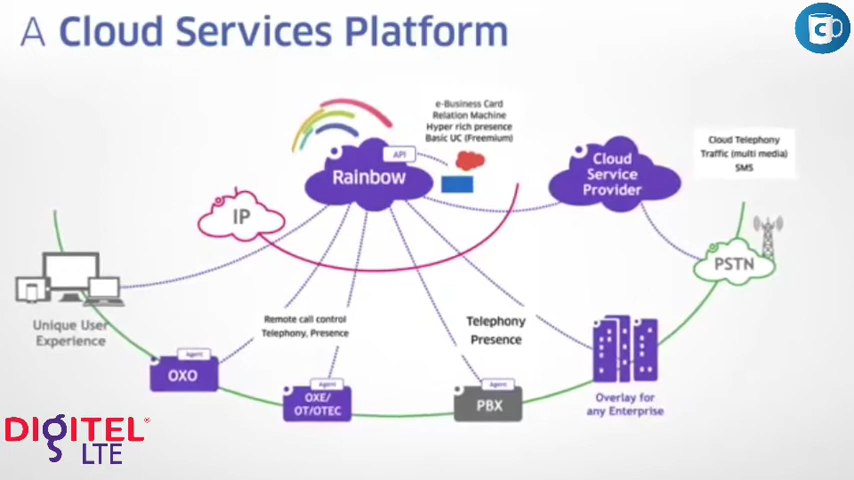 A Cloud Services Platform
C
e-Business Card
Relation Machine
Hyper rich presence
Basic UC (Freemium)
API
Rainbow
Cloud
Service
Provider
Cloud Telephony
Traffic (multi media)
SMS
IP
PSTN
Unique User
Experience
Remote call control
Telephony, Presence
Telephony
Presence
Agent
OXO
Agent
OXE/
OT/OTEC
Agent
PBX
Overlay for
any Enterprise
DIGITEL®
LTE